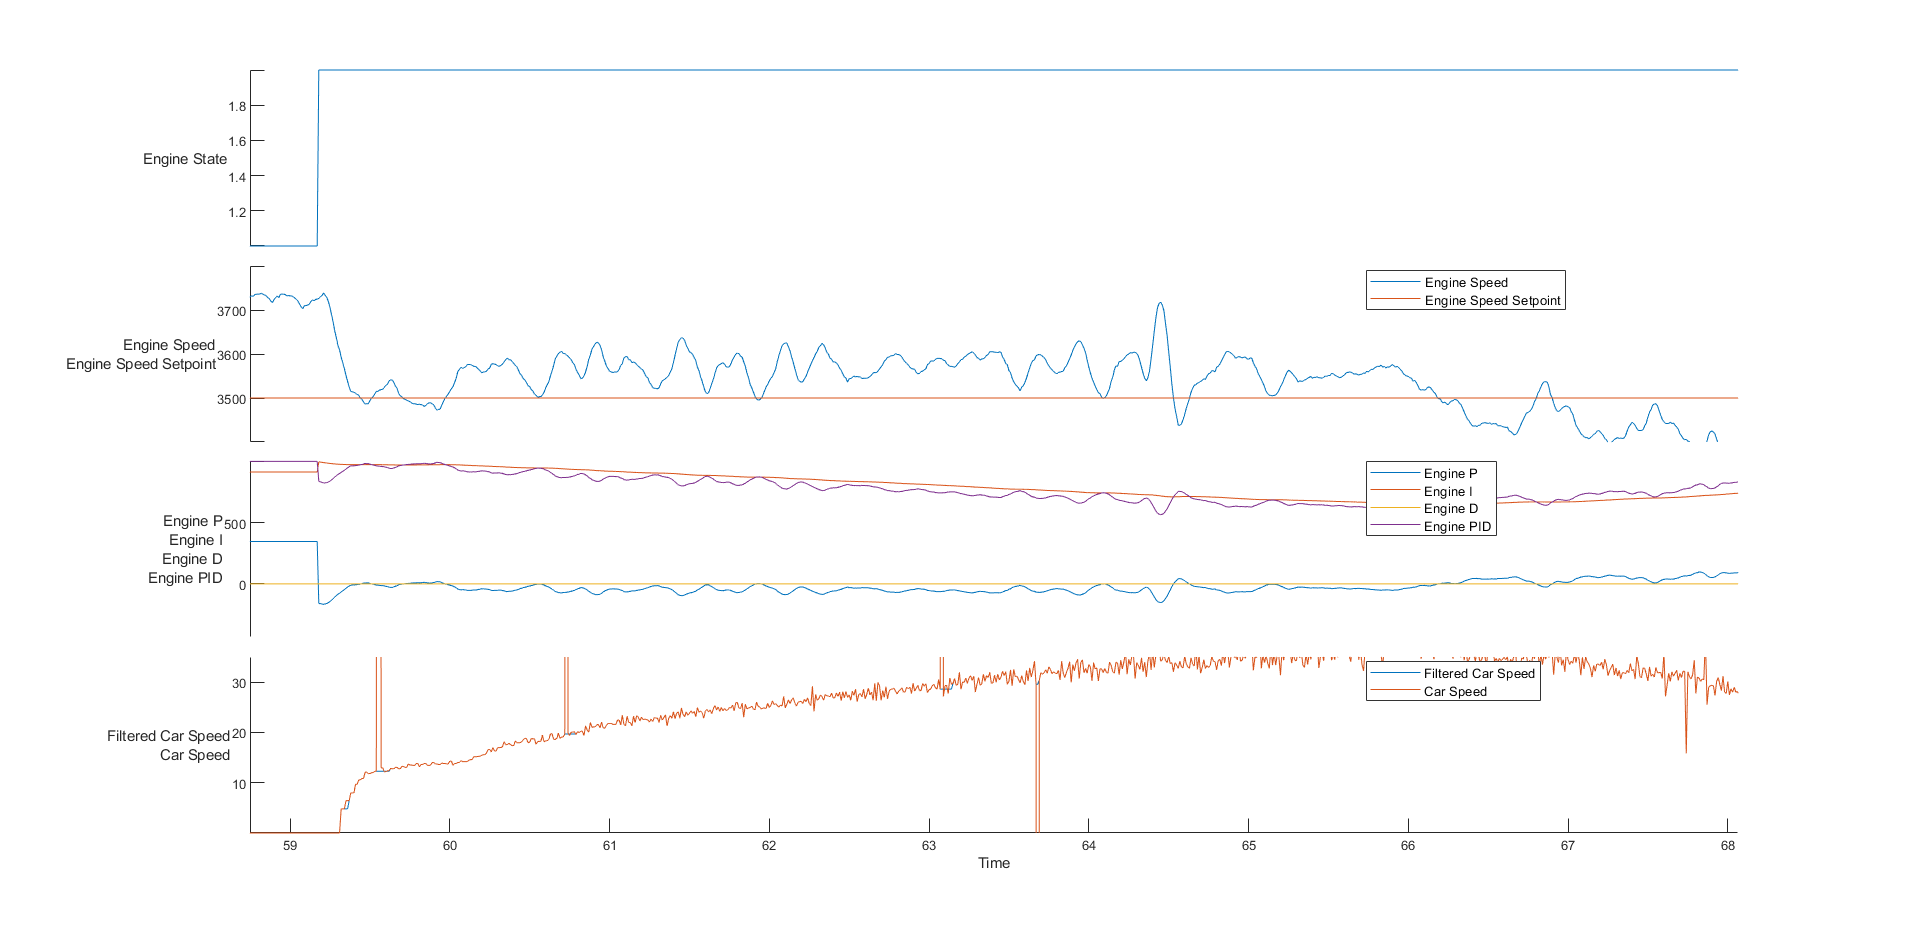 1.8
1.6
Engine State
1.4
1.2
Engine Speed
Engine Speed Setpoint
3700
Engine Speed
3600
Engine Speed Setpoint
3500
Engine P
Engine I
Engine D
Engine PID
Engine P
500
Engine I
Engine D
Engine PID
0
Filtered Car Speed
Car Speed
30
Filtered Car Speed
20
Car Speed
10
59 60 61 62 63 64 65 66 67 68
Time